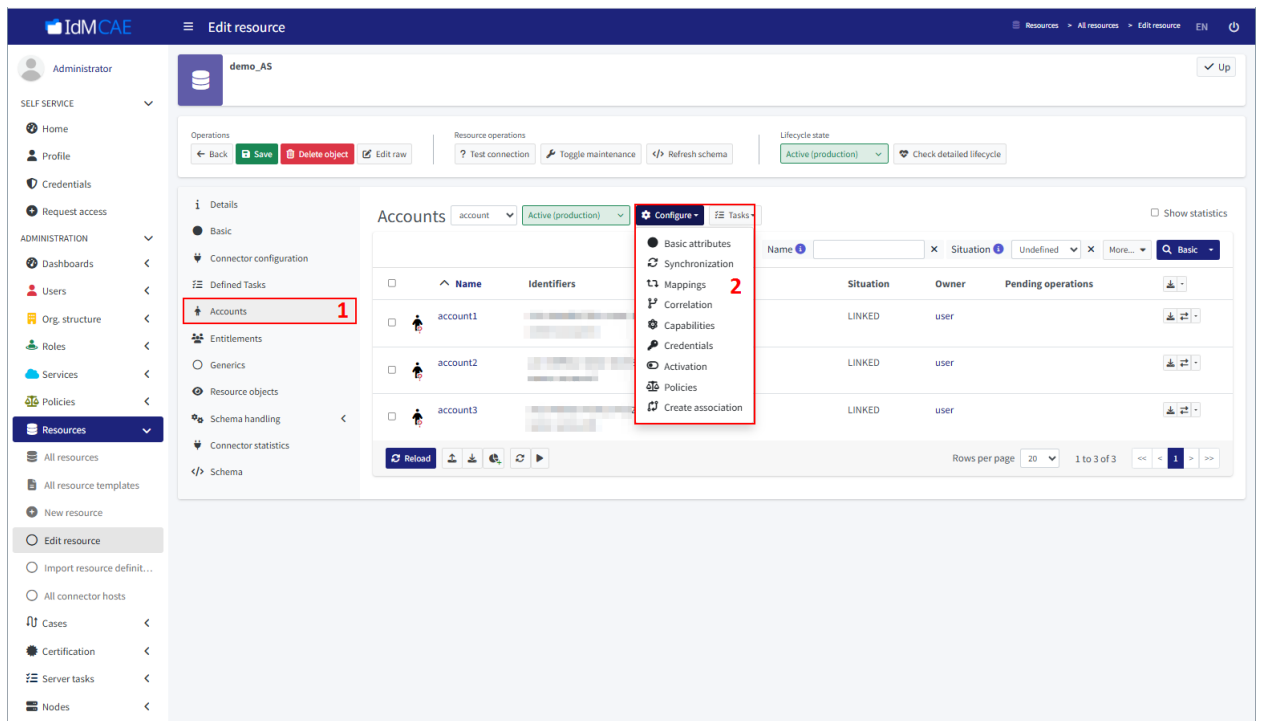 IdMCAE
Edit resource
Resources > All resources > Edit resource EN
Administrator
SELF SERVICE
Home
Profile
Credentials
Request access
ADMINISTRATION
Dashboards
Users
Org. structure
Roles
Services
Policies
Resources
All resources
All resource templates
New resource
Edit resource
Import resource definit...
All connector hosts
Cases
Certification
Server tasks
Nodes
demo_AS
Up
Operations
Back Save Delete object Edit raw
Resource operations
? Test connection Toggle maintenance </> Refresh schema
Lifecycle state
Active (production) Check detailed lifecycle
Details
Basic
Connector configuration
Defined Tasks
Accounts 1
Entitlements
Generics
Resource objects
Schema handling
Connector statistics
</> Schema
Accounts account Active (production) Configure Tasks Show statistics
Basic attributes
Synchronization
Mappings 2
Correlation
Capabilities
Credentials
Activation
Policies
Create association
Name Situation Undefined More... Basic
Name Identifiers Situation Owner Pending operations
account1 LINKED user
account2 LINKED user
account3 LINKED user
Reload Rows per page 20 1 to 3 of 3 << < 1 > >>